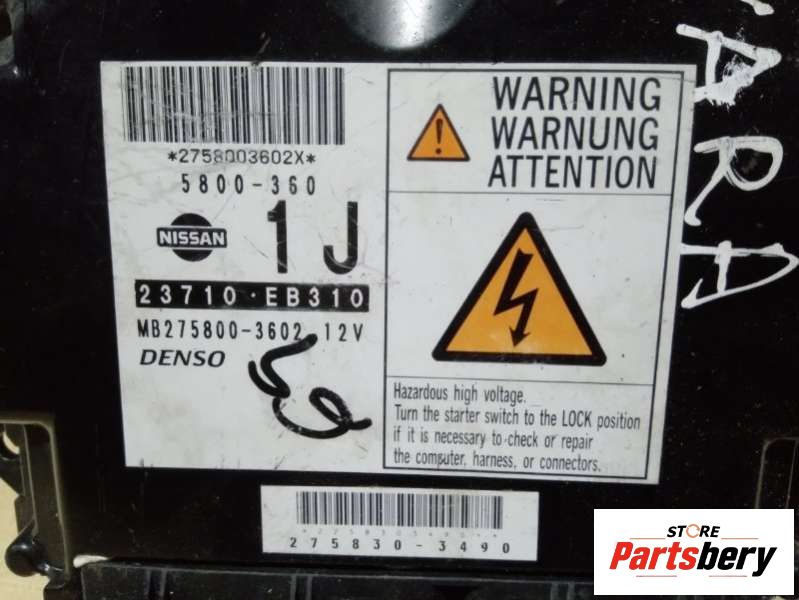 *2758003602X*
5800-360
NISSAN
1J
23710-EB310
MB275800-3602 12V
DENSO
WARNING
WARNUNG
ATTENTION
Hazardous high voltage.
Turn the starter switch to the LOCK position
if it is necessary to check or repair
the computer, harness, or connectors.
275830-3490
ARA
STORE
Partsbery